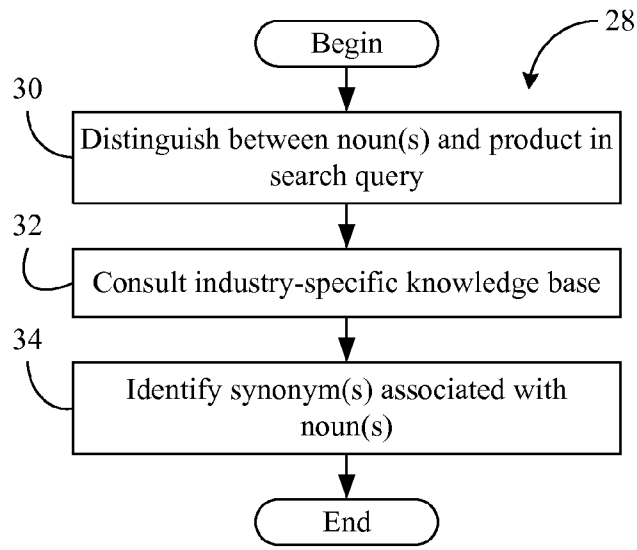 Begin
28
30
Distinguish between noun(s) and product in
search query
32
Consult industry-specific knowledge base
34
Identify synonym(s) associated with
noun(s)
End